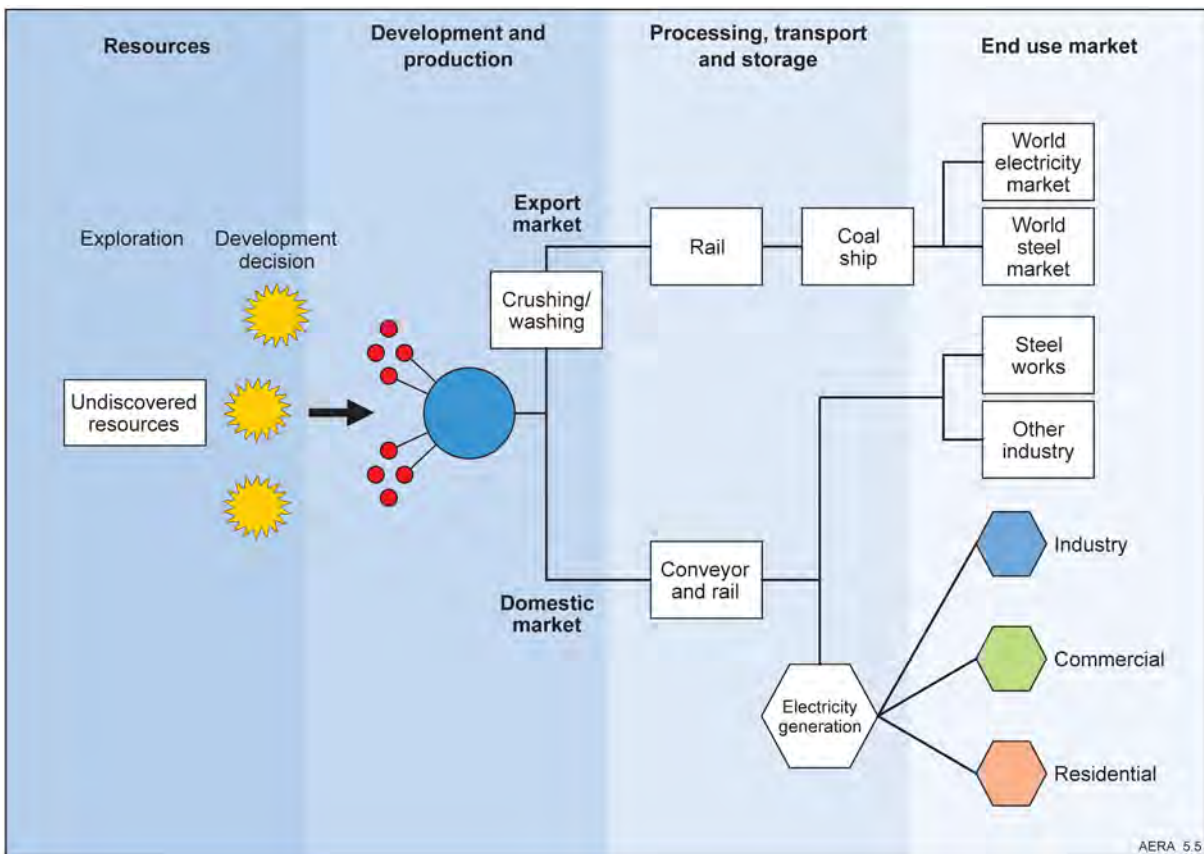 Resources
Development and
production
Processing, transport
and storage
End use market
Exploration
Development
decision
Undiscovered
resources
Export
market
Crushing/
washing
Domestic
market
Rail
Coal
ship
Conveyor
and rail
Electricity
generation
World
electricity
market
World
steel
market
Steel
works
Other
industry
Industry
Commercial
Residential
AERA 5.5